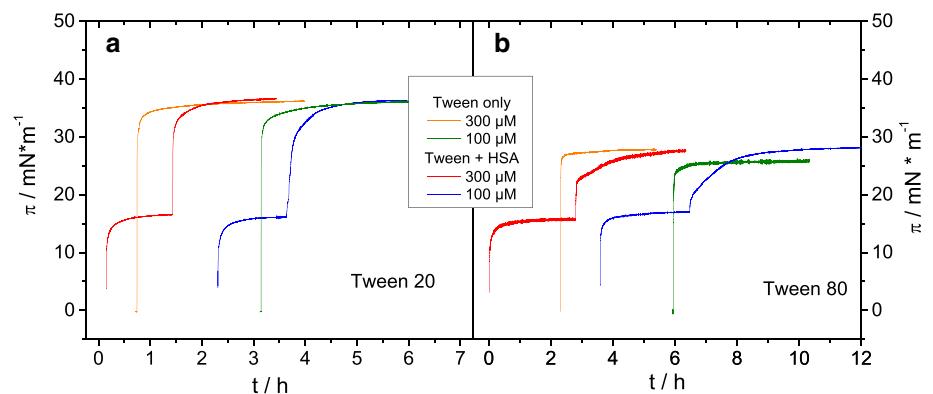 a
b
50
40
30
20
10
0
π / mN*m-1
0 1 2 3 4 5 6 7
t / h
Tween 20
Tween only
300 µM
100 µM
Tween + HSA
300 µM
100 µM
50
40
30
20
10
0
π / mN * m-1
0 2 4 6 8 10 12
t / h
Tween 80